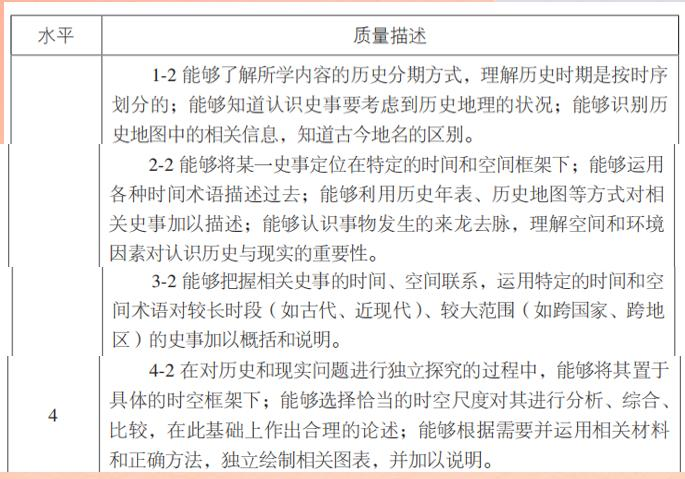 水平 质量描述
1-2 能够了解所学内容的历史分期方式，理解历史时期是按时序
划分的；能够知道认识史事要考虑到历史地理的状况；能够识别历
史地图中的相关信息，知道古今地名的区别。
2-2 能够将某一史事定位在特定的时间和空间框架下；能够运用
各种时间术语描述过去；能够利用历史年表、历史地图等方式对相
关史事加以描述；能够认识事物发生的来龙去脉，理解空间和环境
因素对认识历史与现实的重要性。
3-2 能够把握相关史事的时间、空间联系，运用特定的时间和空
间术语对较长时段（如古代、近现代）、较大范围（如跨国家、跨地
区）的史事加以概括和说明。
4-2 在对历史和现实问题进行独立探究的过程中，能够将其置于
具体的时空框架下；能够选择恰当的时空尺度对其进行分析、综合、
4 比较，在此基础上作出合理的论述；能够根据需要并运用相关材料
和正确方法，独立绘制相关图表，并加以说明。